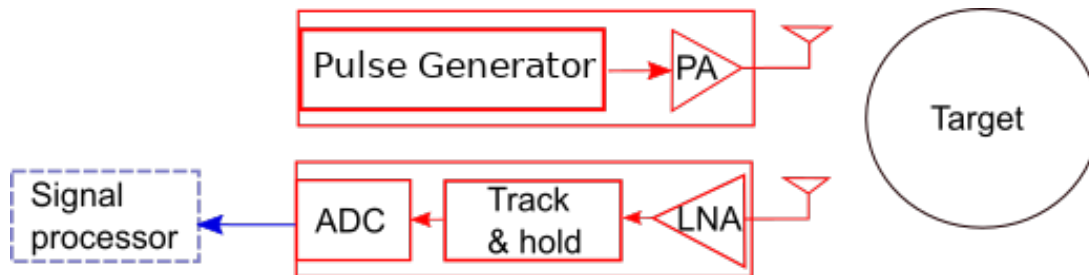 Pulse Generator
PA
Target
Signal
processor
ADC
Track
& hold
LNA